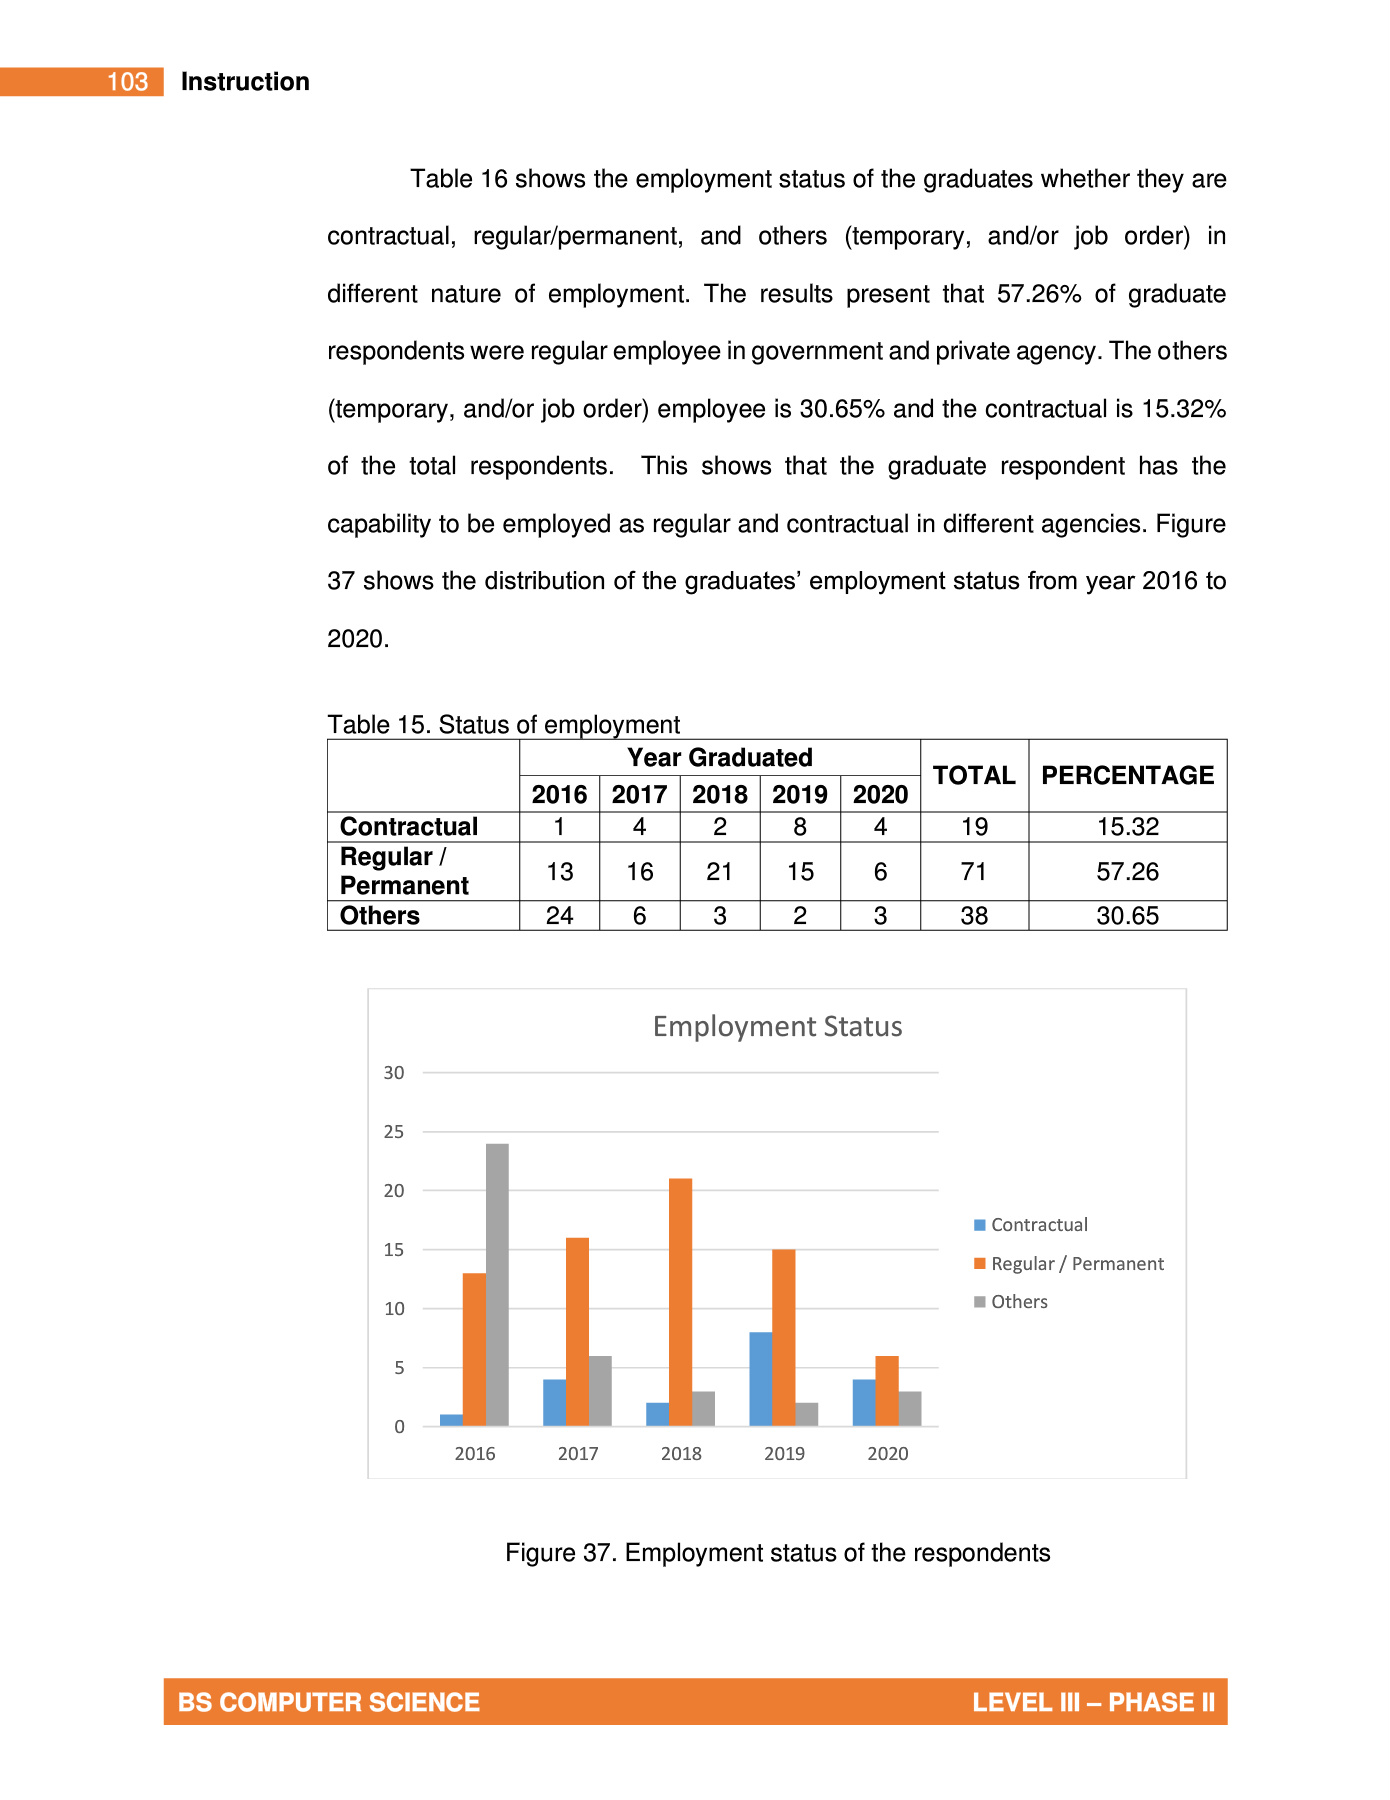 103 Instruction
Table 16 shows the employment status of the graduates whether they are
contractual, regular/permanent, and others (temporary, and/or job order) in
different nature of employment. The results present that 57.26% of graduate
respondents were regular employee in government and private agency. The others
(temporary, and/or job order) employee is 30.65% and the contractual is 15.32%
of the total respondents. This shows that the graduate respondent has the
capability to be employed as regular and contractual in different agencies. Figure
37 shows the distribution of the graduates’ employment status from year 2016 to
2020.
Table 15. Status of employment
Year Graduated TOTAL PERCENTAGE
2016 2017 2018 2019 2020
Contractual 1 4 2 8 4 19 15.32
Regular /
Permanent 13 16 21 15 6 71 57.26
Others 24 6 3 2 3 38 30.65
Employment Status
30
25
20
15
10
5
0
2016 2017 2018 2019 2020
Contractual
Regular / Permanent
Others
Figure 37. Employment status of the respondents
BS COMPUTER SCIENCE LEVEL III – PHASE II